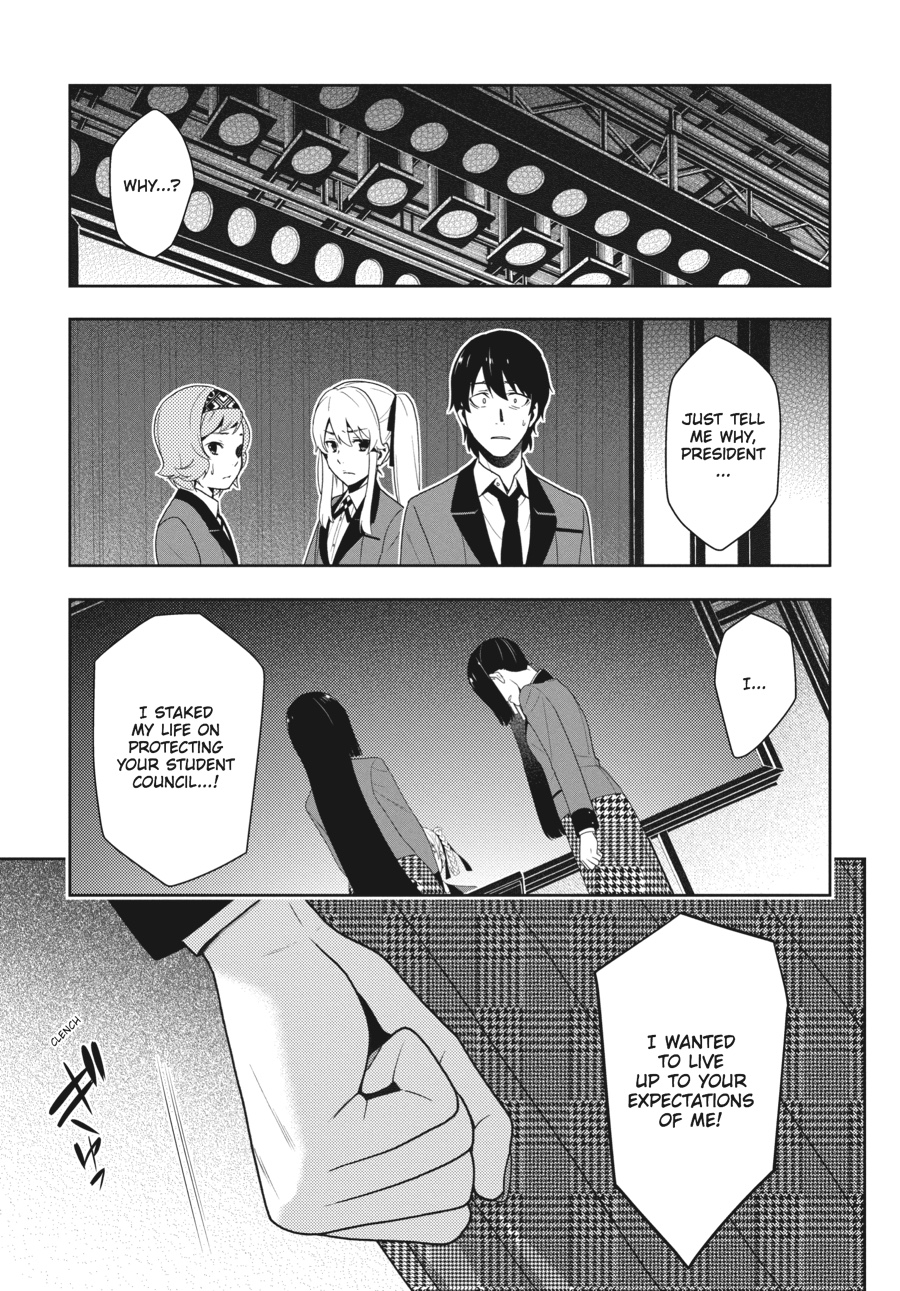 WHY...?
JUST TELL
ME WHY,
PRESIDENT
...
I...
I STAKED
MY LIFE ON
PROTECTING
YOUR STUDENT
COUNCIL...!
I WANTED
TO LIVE
UP TO YOUR
EXPECTATIONS
OF ME!
CLENCH
ギュッ